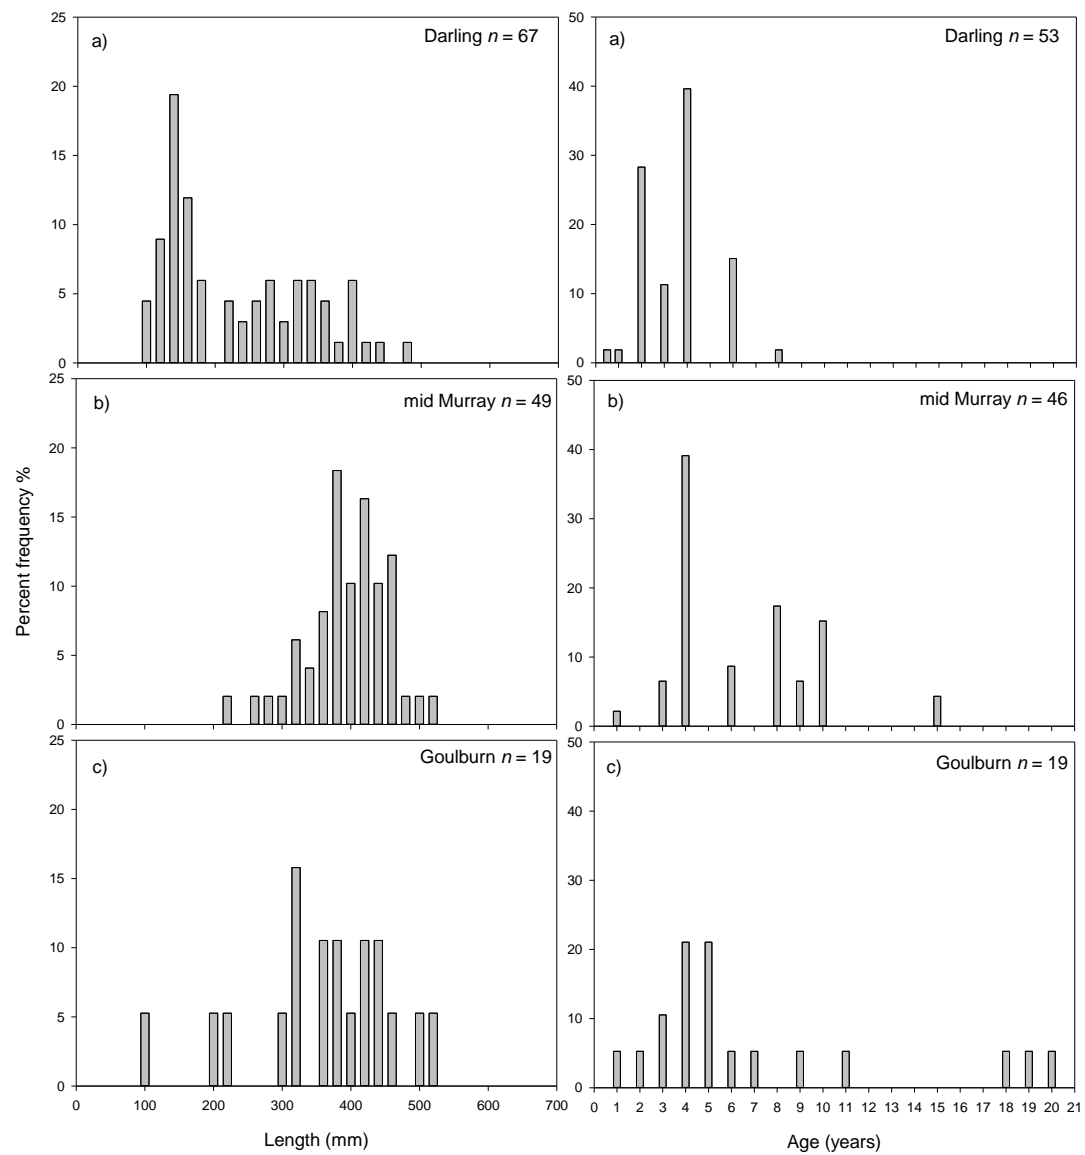 25
20
15
10
5
0
a)
Darling n = 67
50
40
30
20
10
0
a)
Darling n = 53
25
20
15
10
5
0
b)
mid Murray n = 49
50
40
30
20
10
0
b)
mid Murray n = 46
Percent frequency %
25
20
15
10
5
0
c)
Goulburn n = 19
0 100 200 300 400 500 600 700
Length (mm)
50
40
30
20
10
0
c)
Goulburn n = 19
0 1 2 3 4 5 6 7 8 9 10 11 12 13 14 15 16 17 18 19 20 21
Age (years)